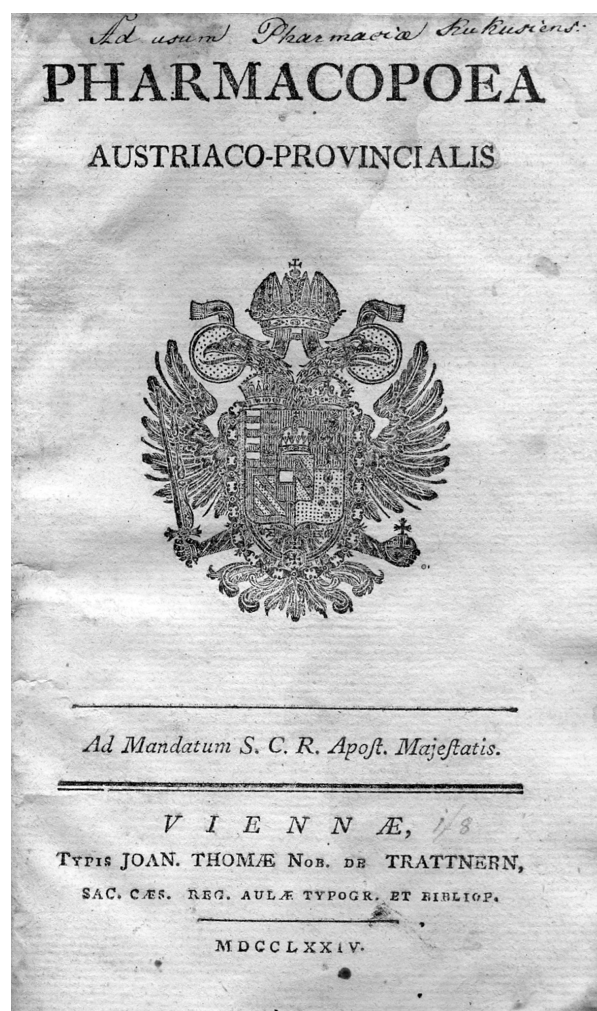 Ad usum Pharmaciæ Kukusiens:
PHARMACOPOEA
AUSTRIACO-PROVINCIALIS
Ad Mandatum S. C. R. Apoſt. Majeſtatis.
VIENNÆ,
TYPIS JOAN. THOMÆ NOB. DE TRATTNERN,
SAC. CÆS. REG. AULÆ TYPOGR. ET BIBLIOP.
MDCCLXXIV.